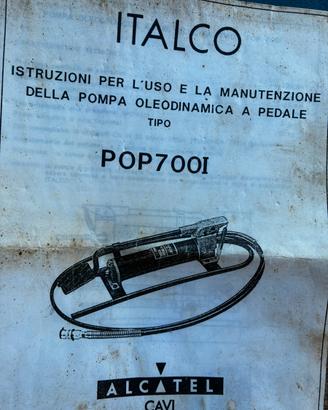 ITALCO
ISTRUZIONI PER L'USO E LA MANUTENZIONE
DELLA POMPA OLEODINAMICA A PEDALE
TIPO
POP700I
ALCATEL
CAVI